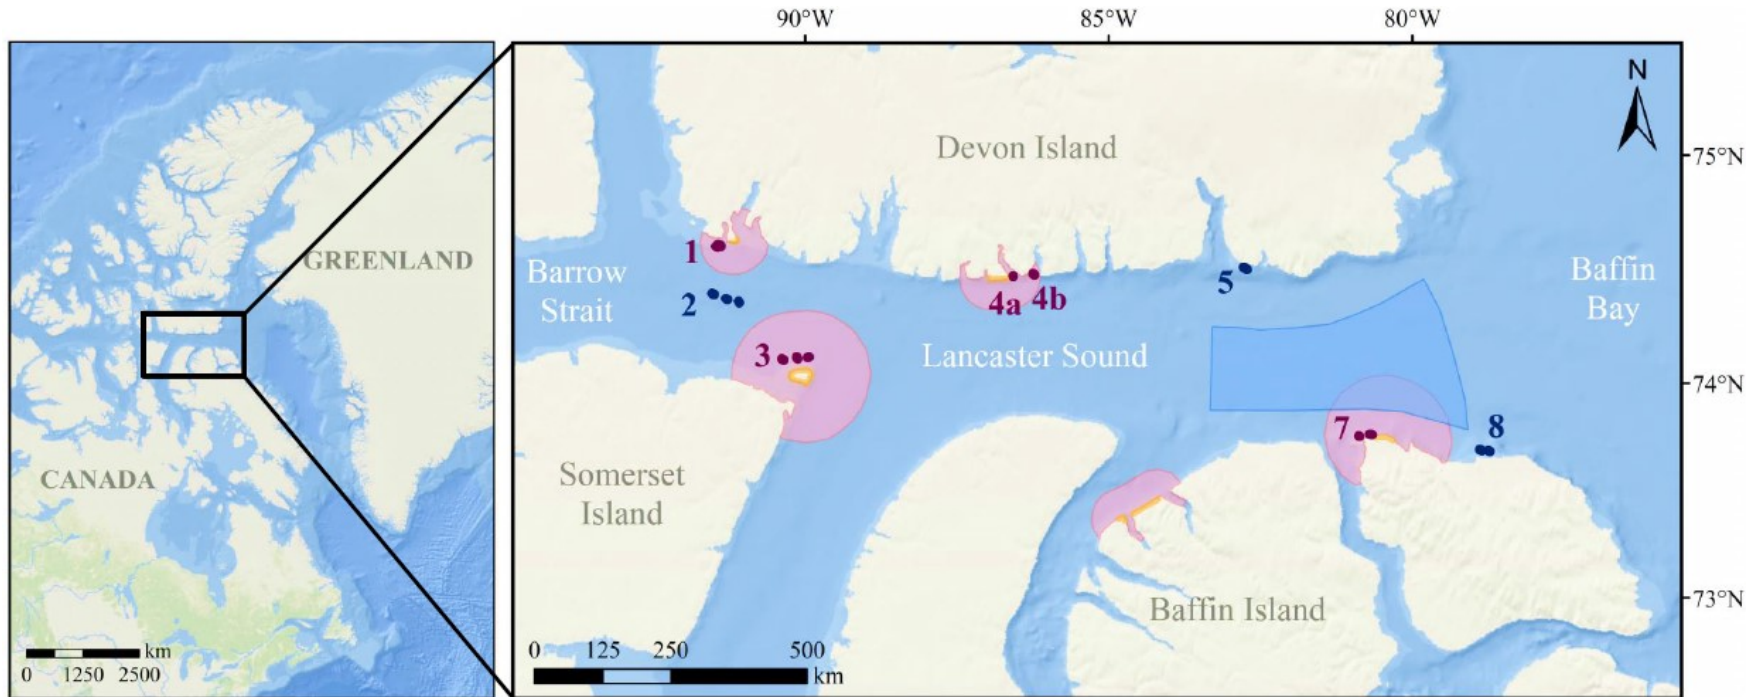 90°W
85°W
80°W
N
75°N
74°N
73°N
GREENLAND
CANADA
km
0
1250
2500
Devon Island
1
Barrow
Strait
2
4a
4b
5
Baffin
Bay
3
Lancaster Sound
7
8
Somerset
Island
Baffin Island
0
125
250
500
km